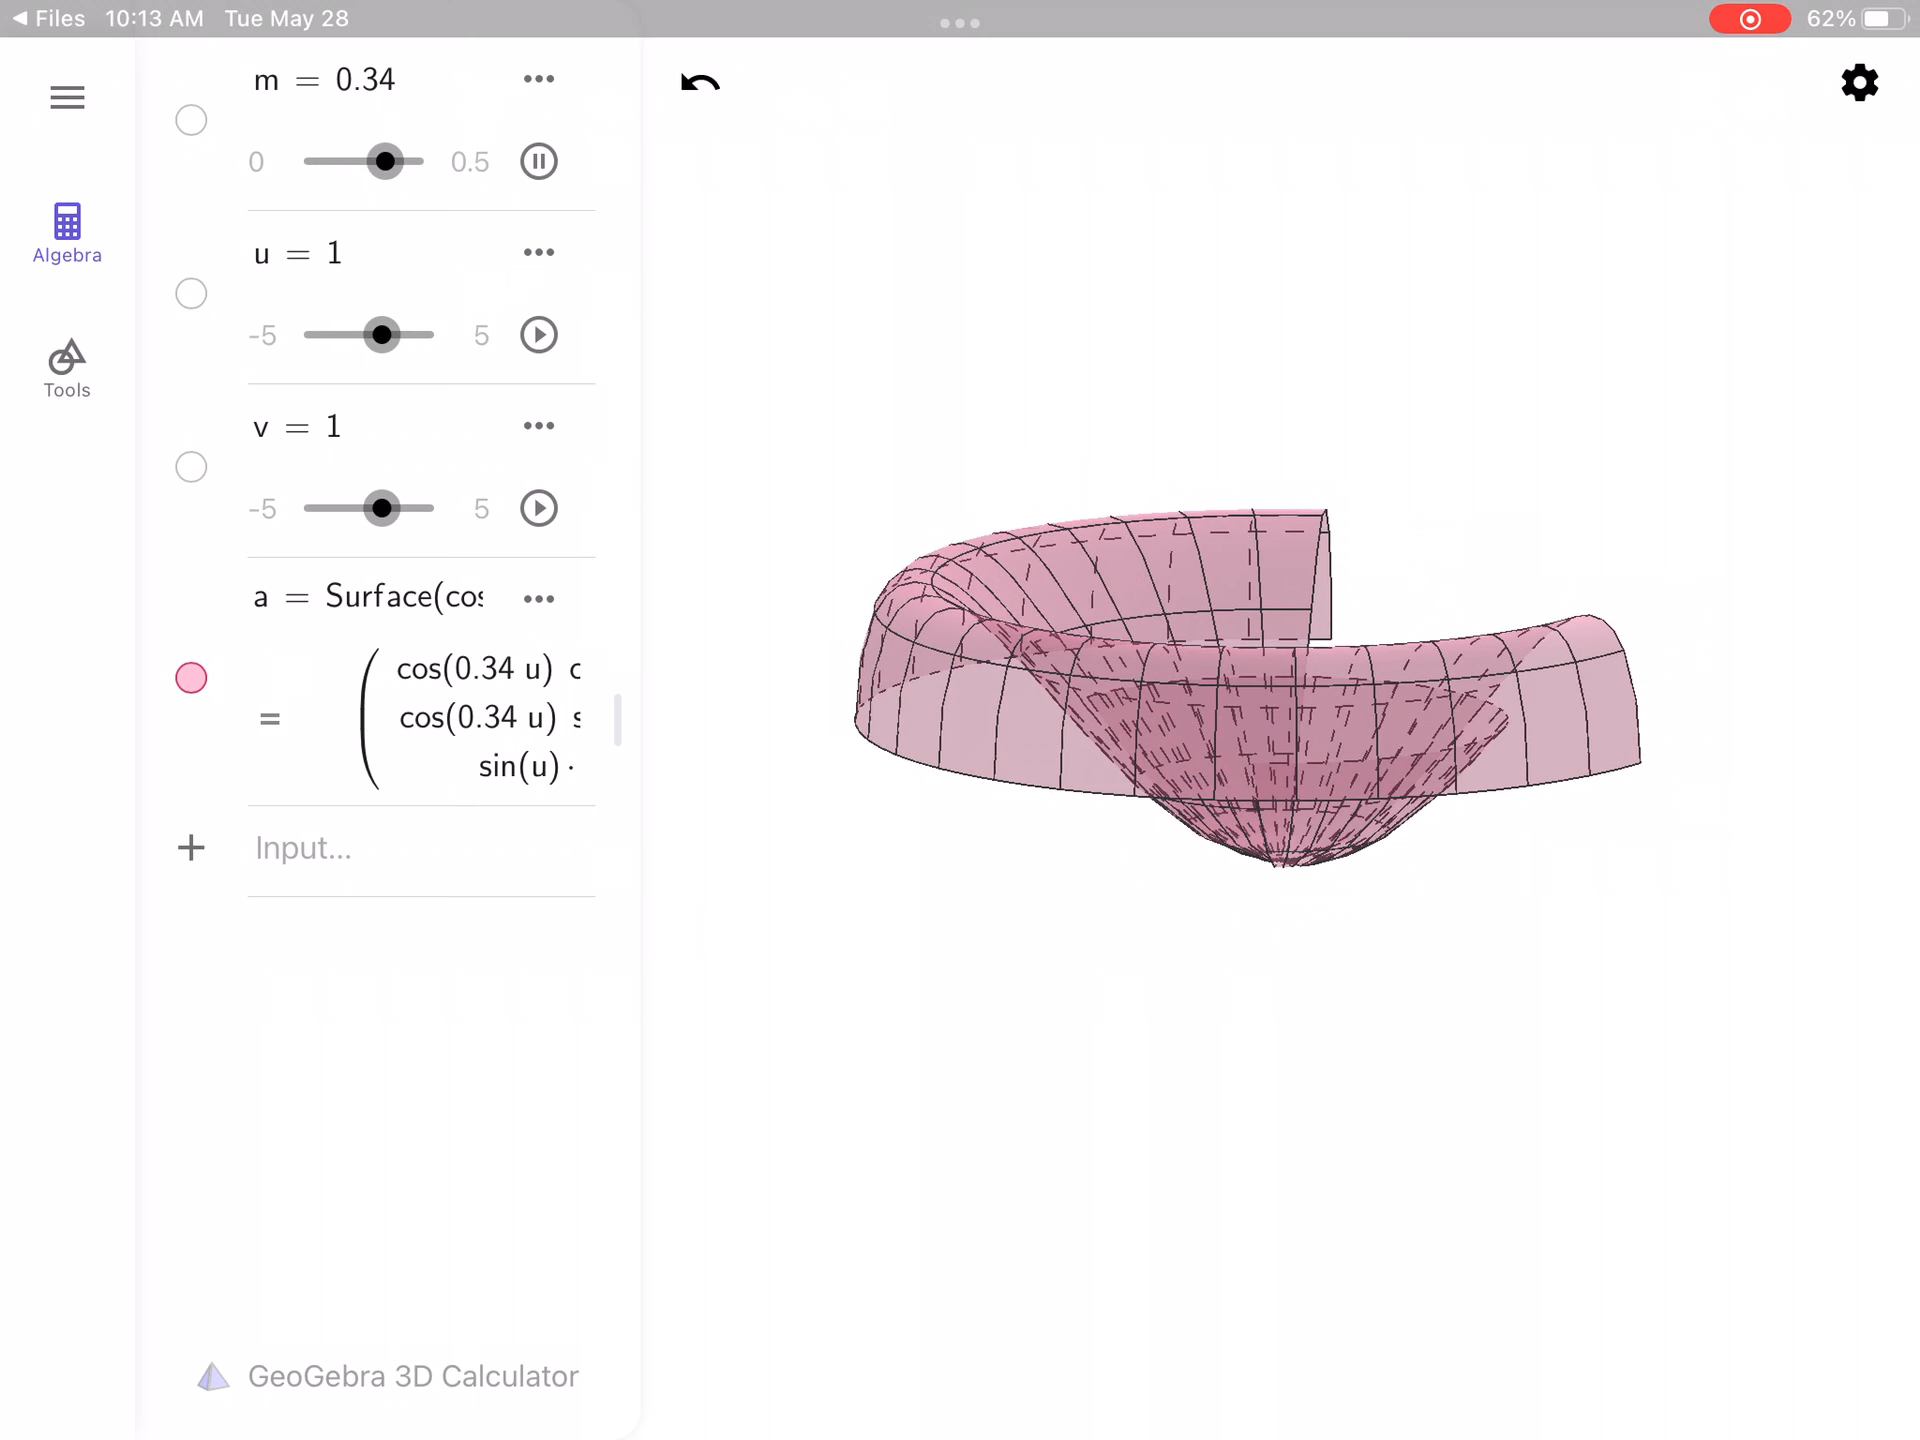 Files 10:13 AM Tue May 28
62%
m = 0.34
0 0.5
Algebra
u = 1
-5 5
Tools
v = 1
-5 5
a = Surface(cos
cos(0.34 u) c
= cos(0.34 u) s
sin(u) ·
+ Input...
GeoGebra 3D Calculator